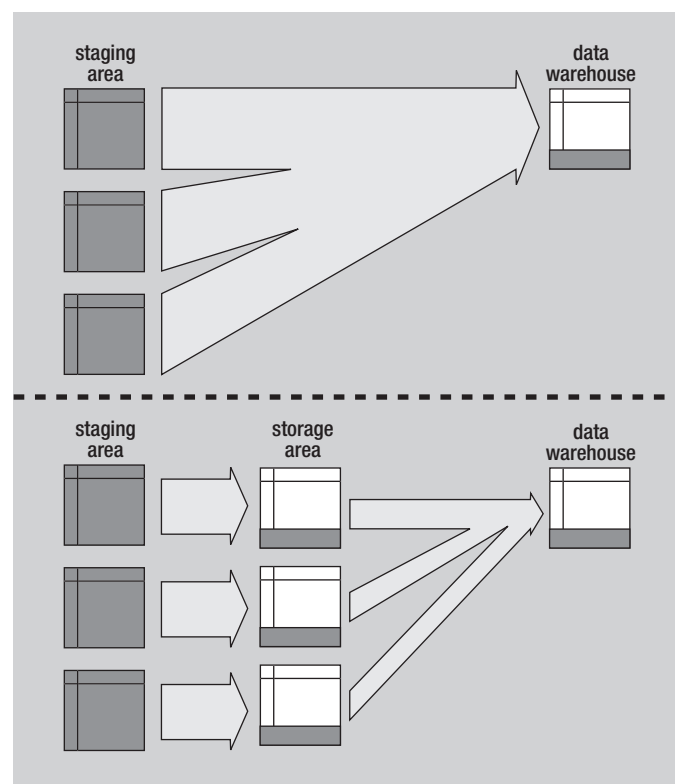 staging
area
data
warehouse
staging
area
storage
area
data
warehouse